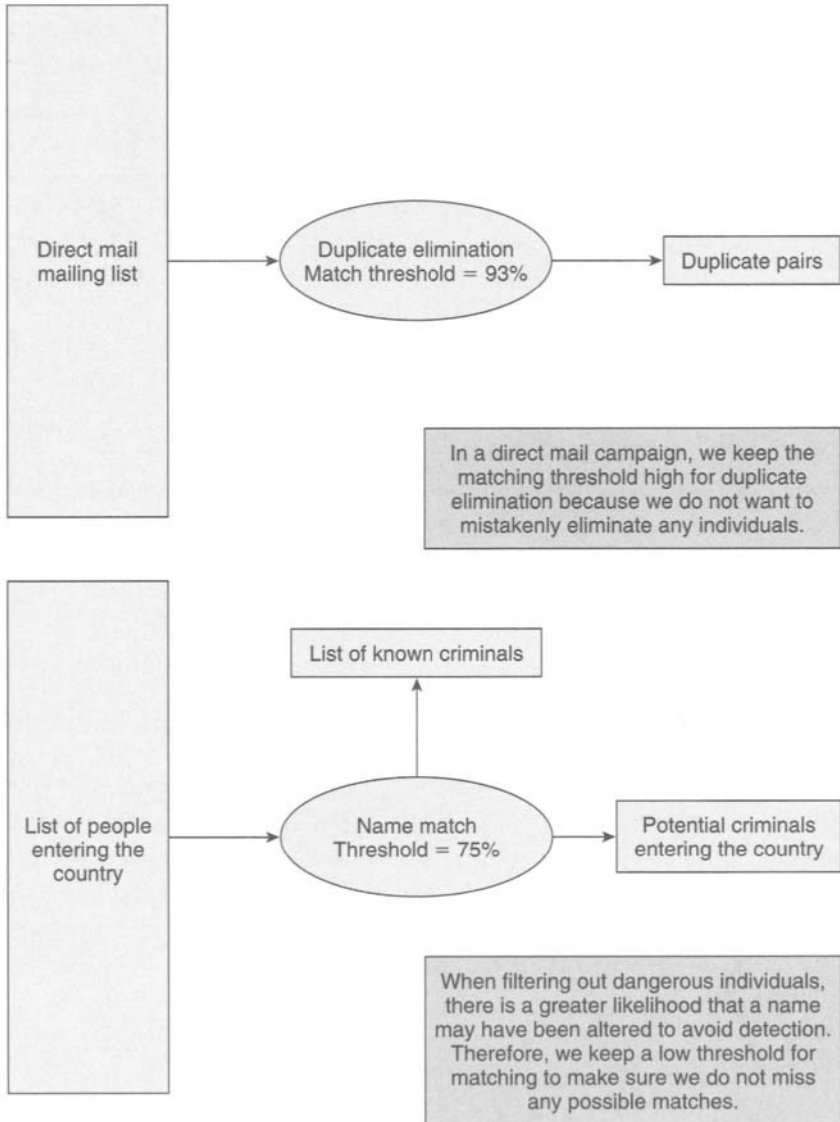 Direct mail
mailing list
Duplicate elimination
Match threshold = 93%
Duplicate pairs
In a direct mail campaign, we keep the
matching threshold high for duplicate
elimination because we do not want to
mistakenly eliminate any individuals.
List of known criminals
List of people
entering the
country
Name match
Threshold = 75%
Potential criminals
entering the country
When filtering out dangerous individuals,
there is a greater likelihood that a name
may have been altered to avoid detection.
Therefore, we keep a low threshold for
matching to make sure we do not miss
any possible matches.